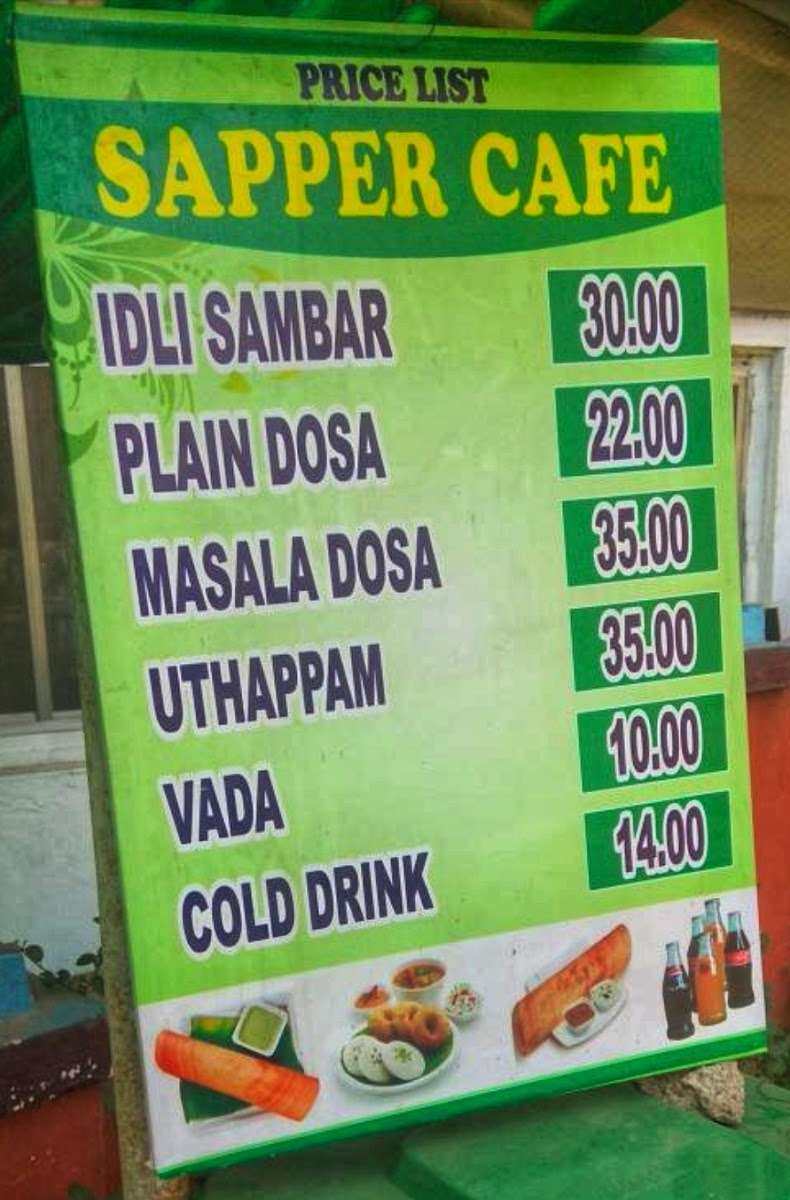 PRICE LIST
SAPPER CAFE
IDLI SAMBAR 30.00
PLAIN DOSA 22.00
MASALA DOSA 35.00
UTHAPPAM 35.00
VADA 10.00
COLD DRINK 14.00